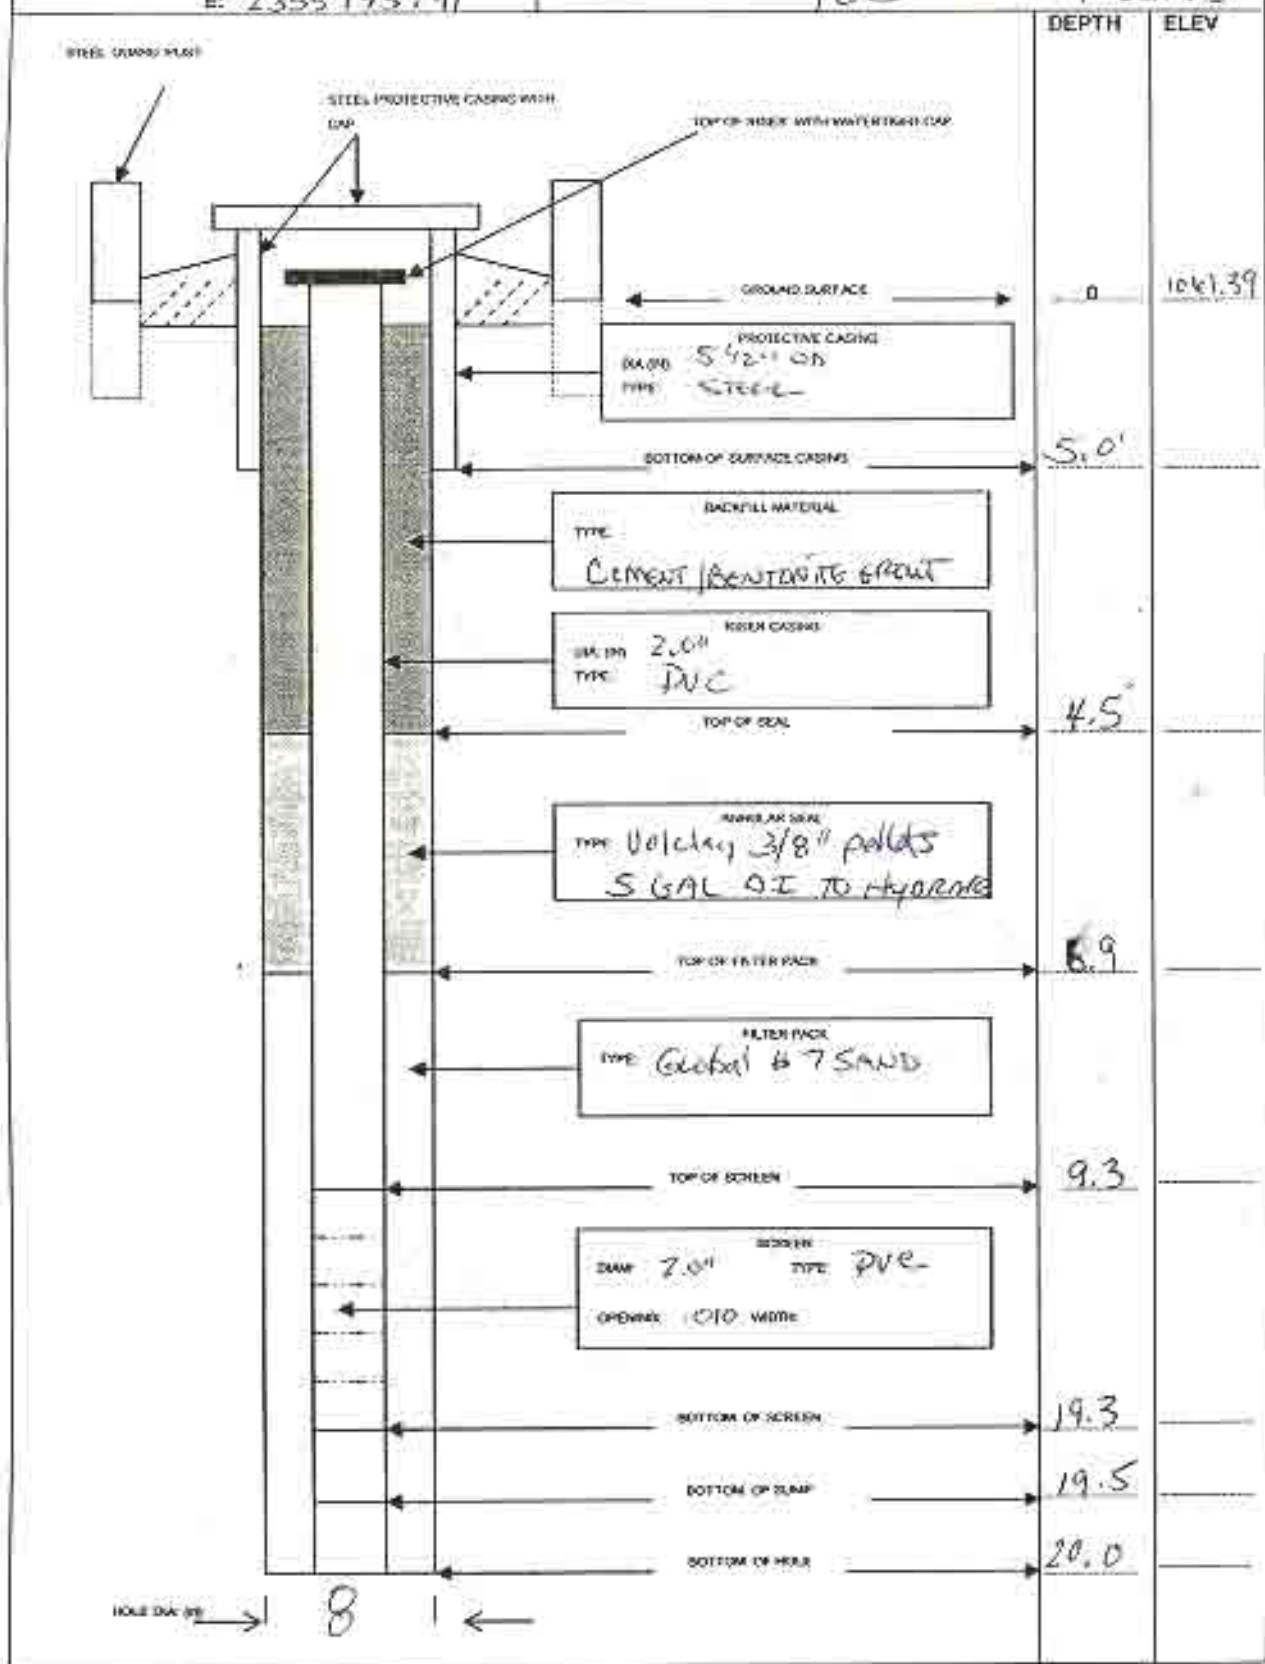 DEPTH ELEV
STEEL GUARD POST
STEEL PROTECTIVE CASING WITH
CAP
TOP OF RISER WITH WATERTIGHT CAP
GROUND SURFACE 0
PROTECTIVE CASING
DIA (IN) 5 1/2" OD
TYPE STEEL
BOTTOM OF SURFACE CASING 5.0'
BACKFILL MATERIAL
TYPE
CEMENT/BENTONITE GROUT
RISER CASING
DIA (IN) 2.0"
TYPE PVC
TOP OF SEAL 4.5'
ANNULAR SEAL
TYPE Volclay 3/8" pellets
5 GAL DI TO HYDRATE
TOP OF FILTER PACK 6.9
FILTER PACK
TYPE Global #7 SAND
TOP OF SCREEN 9.3
SCREEN
DIAM 2.0" TYPE PVC
OPENING .010 WIDTH
BOTTOM OF SCREEN 19.3
BOTTOM OF SUMP 19.5
BOTTOM OF HOLE 20.0
HOLE DIA (IN) 8